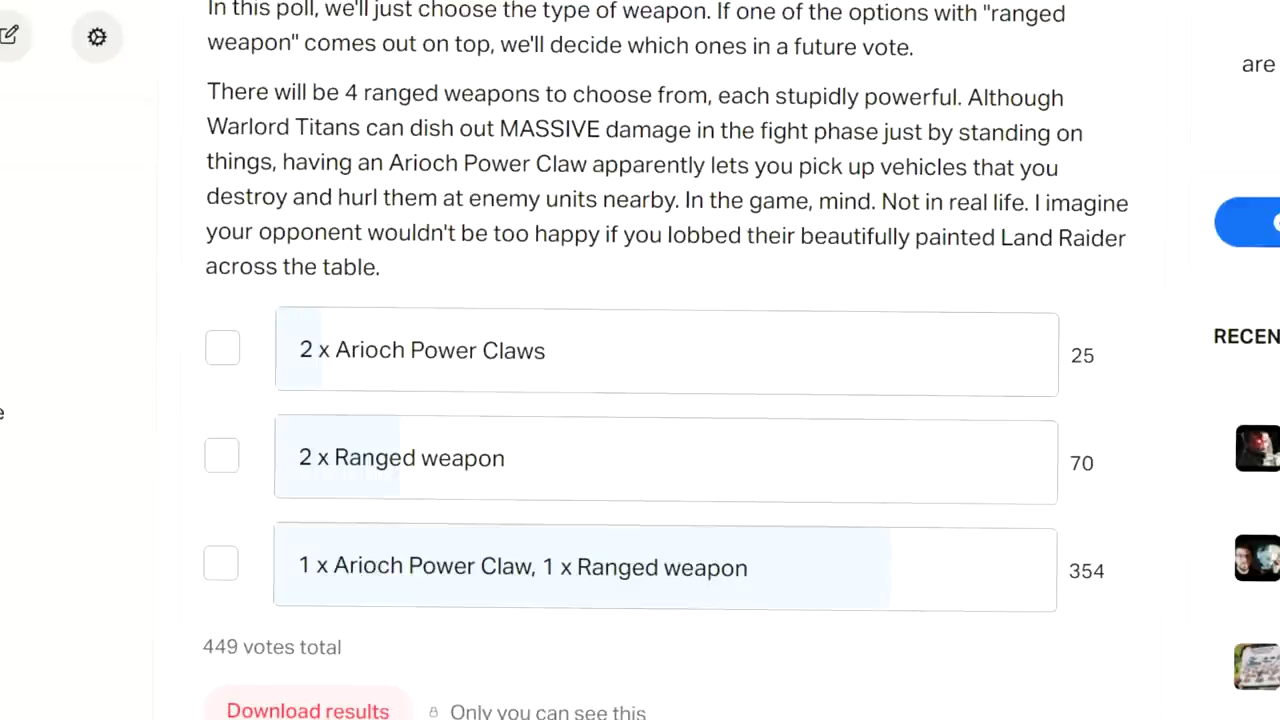 In this poll, we'll just choose the type of weapon. If one of the options with "ranged
weapon" comes out on top, we'll decide which ones in a future vote.
There will be 4 ranged weapons to choose from, each stupidly powerful. Although
Warlord Titans can dish out MASSIVE damage in the fight phase just by standing on
things, having an Arioch Power Claw apparently lets you pick up vehicles that you
destroy and hurl them at enemy units nearby. In the game, mind. Not in real life. I imagine
your opponent wouldn't be too happy if you lobbed their beautifully painted Land Raider
across the table.
are
2 x Arioch Power Claws
25
RECEN
e
2 x Ranged weapon
70
1 x Arioch Power Claw, 1 x Ranged weapon
354
449 votes total
Download results
Only you can see this